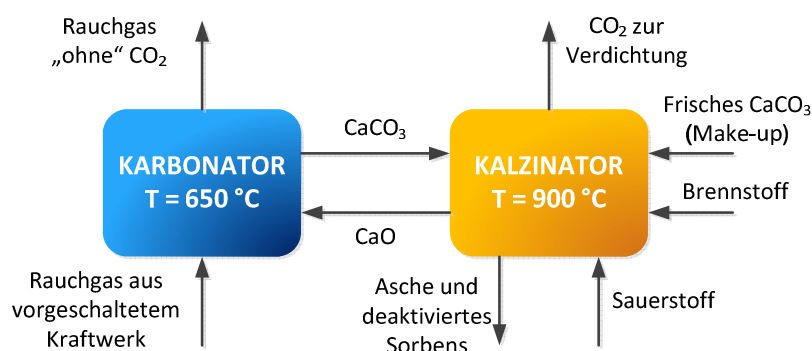 Rauchgas
„ohne“ CO₂
CO₂ zur
Verdichtung
CaCO₃
Frisches CaCO₃
(Make-up)
KARBONATOR
T = 650 °C
KALZINATOR
T = 900 °C
Brennstoff
CaO
Rauchgas aus
vorgeschaltetem
Kraftwerk
Asche und
deaktiviertes
Sorbens
Sauerstoff